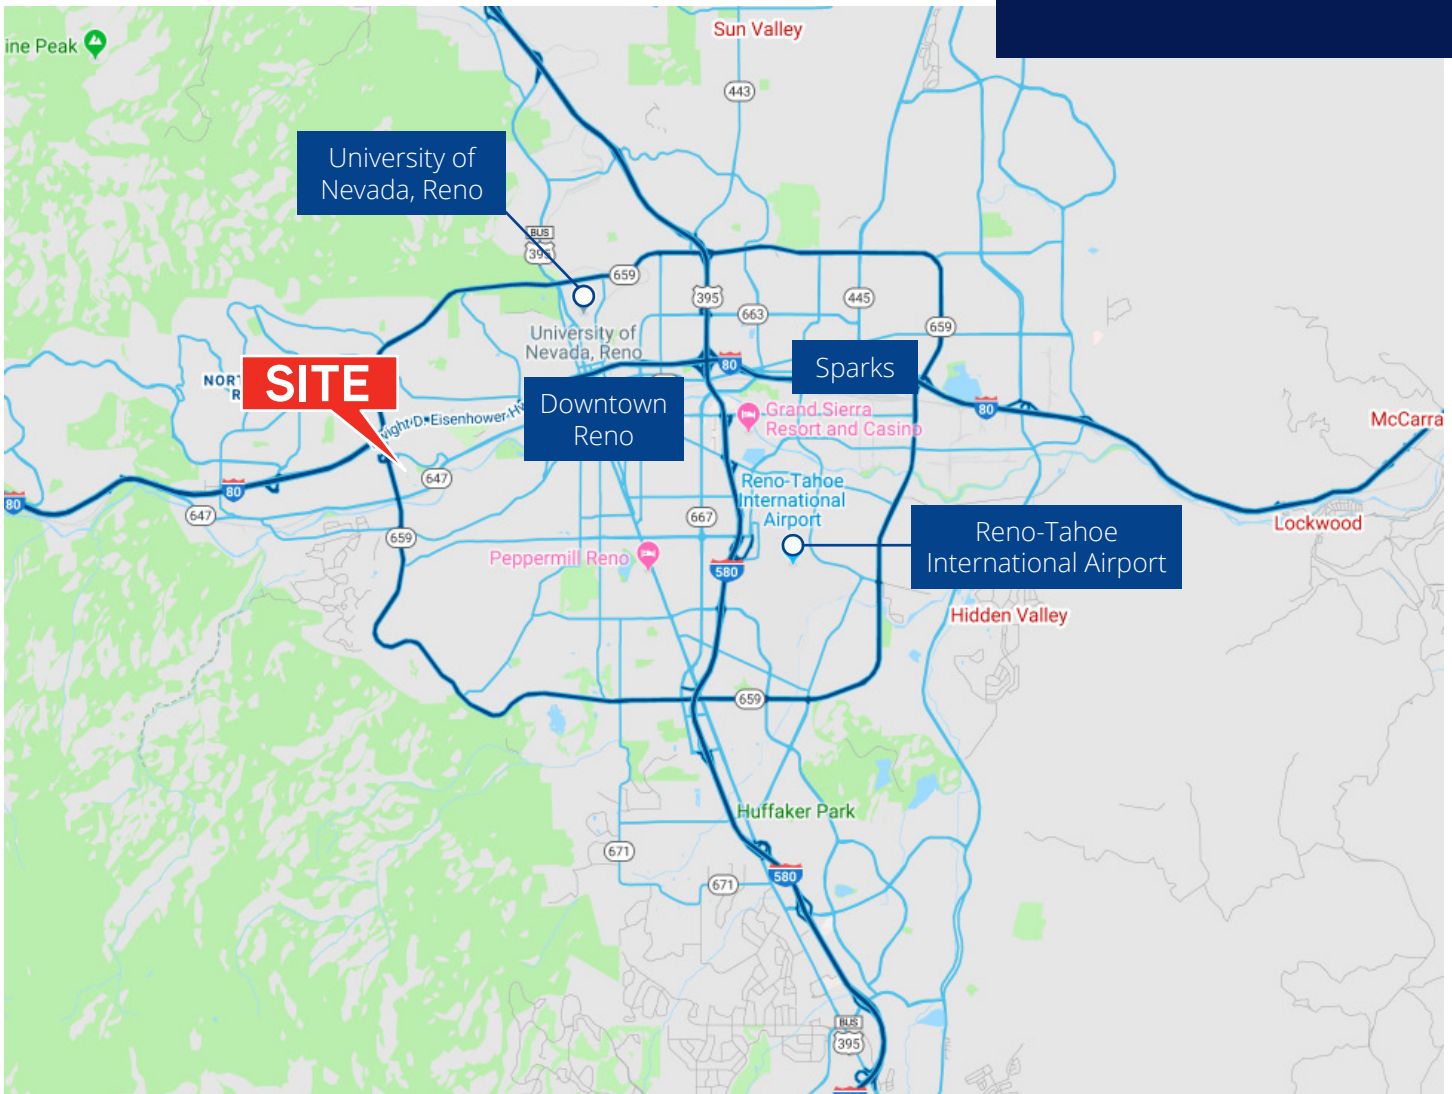 Sun Valley
ine Peak
443
University of
Nevada, Reno
BUS
395
659
395
445
663
659
University of
Nevada, Reno
80
Sparks
SITE
NORT
R
Downtown
Reno
Grand Sierra
Resort and Casino
80
McCarra
wight D. Eisenhower H
647
80
80
647
Reno-Tahoe
International
Airport
667
Lockwood
659
Reno-Tahoe
International Airport
Peppermill Reno
580
Hidden Valley
659
Huffaker Park
671
580
671
BUS
395